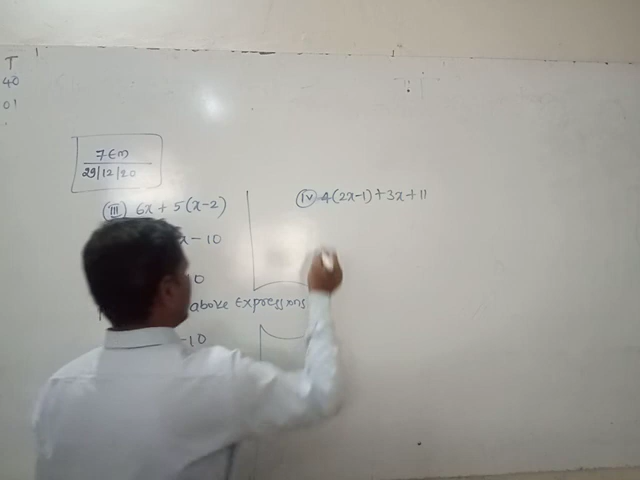 T
40
01
7 EM
29/12/20
(III) 6x + 5(x-2)
x - 10
10
above Expressions
-10
(IV) 4(2x-1)+3x+11